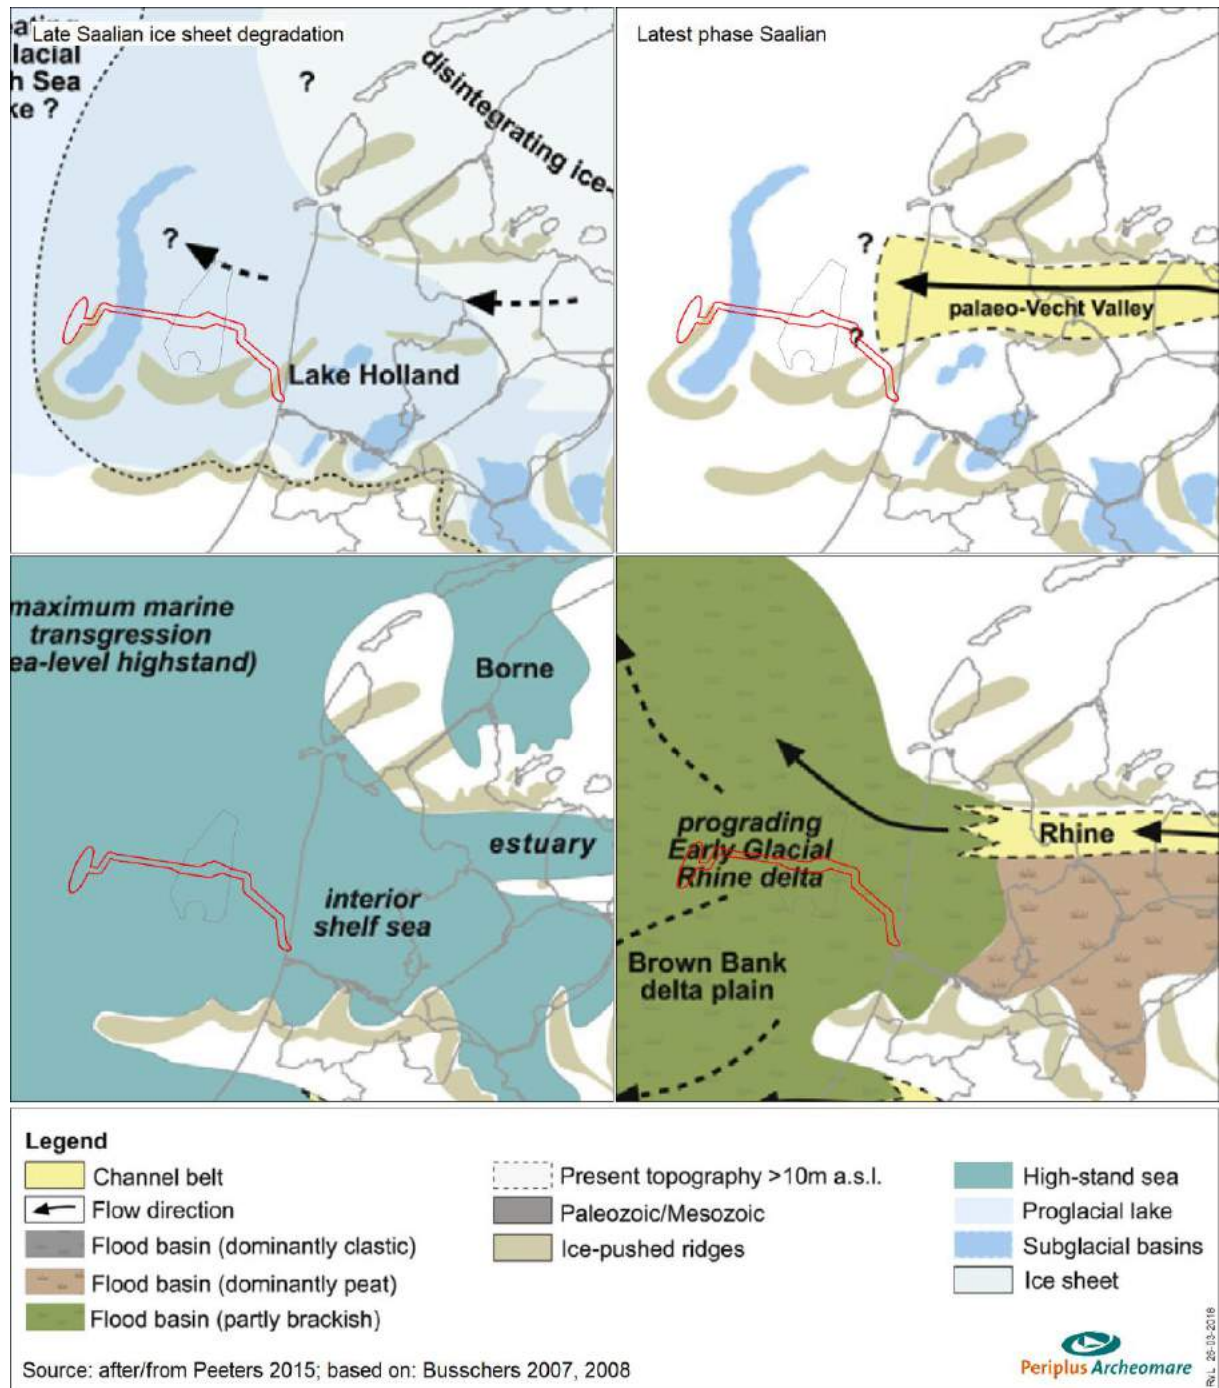 Late Saalian ice sheet degradation
lacial
h Sea
ke ?
?
disintegrating ice-
?
Lake Holland
Latest phase Saalian
?
palaeo-Vecht Valley
?
maximum marine
transgression
ea-level highstand)
Borne
estuary
interior
shelf sea
prograding
Early Glacial
Rhine delta
Rhine
Brown Bank
delta plain
Legend
Channel belt
Flow direction
Flood basin (dominantly clastic)
Flood basin (dominantly peat)
Flood basin (partly brackish)
Present topography >10m a.s.l.
Paleozoic/Mesozoic
Ice-pushed ridges
High-stand sea
Proglacial lake
Subglacial basins
Ice sheet
Source: after/from Peeters 2015; based on: Busschers 2007, 2008
Periplus Archeomare
RvL 26-03-2018